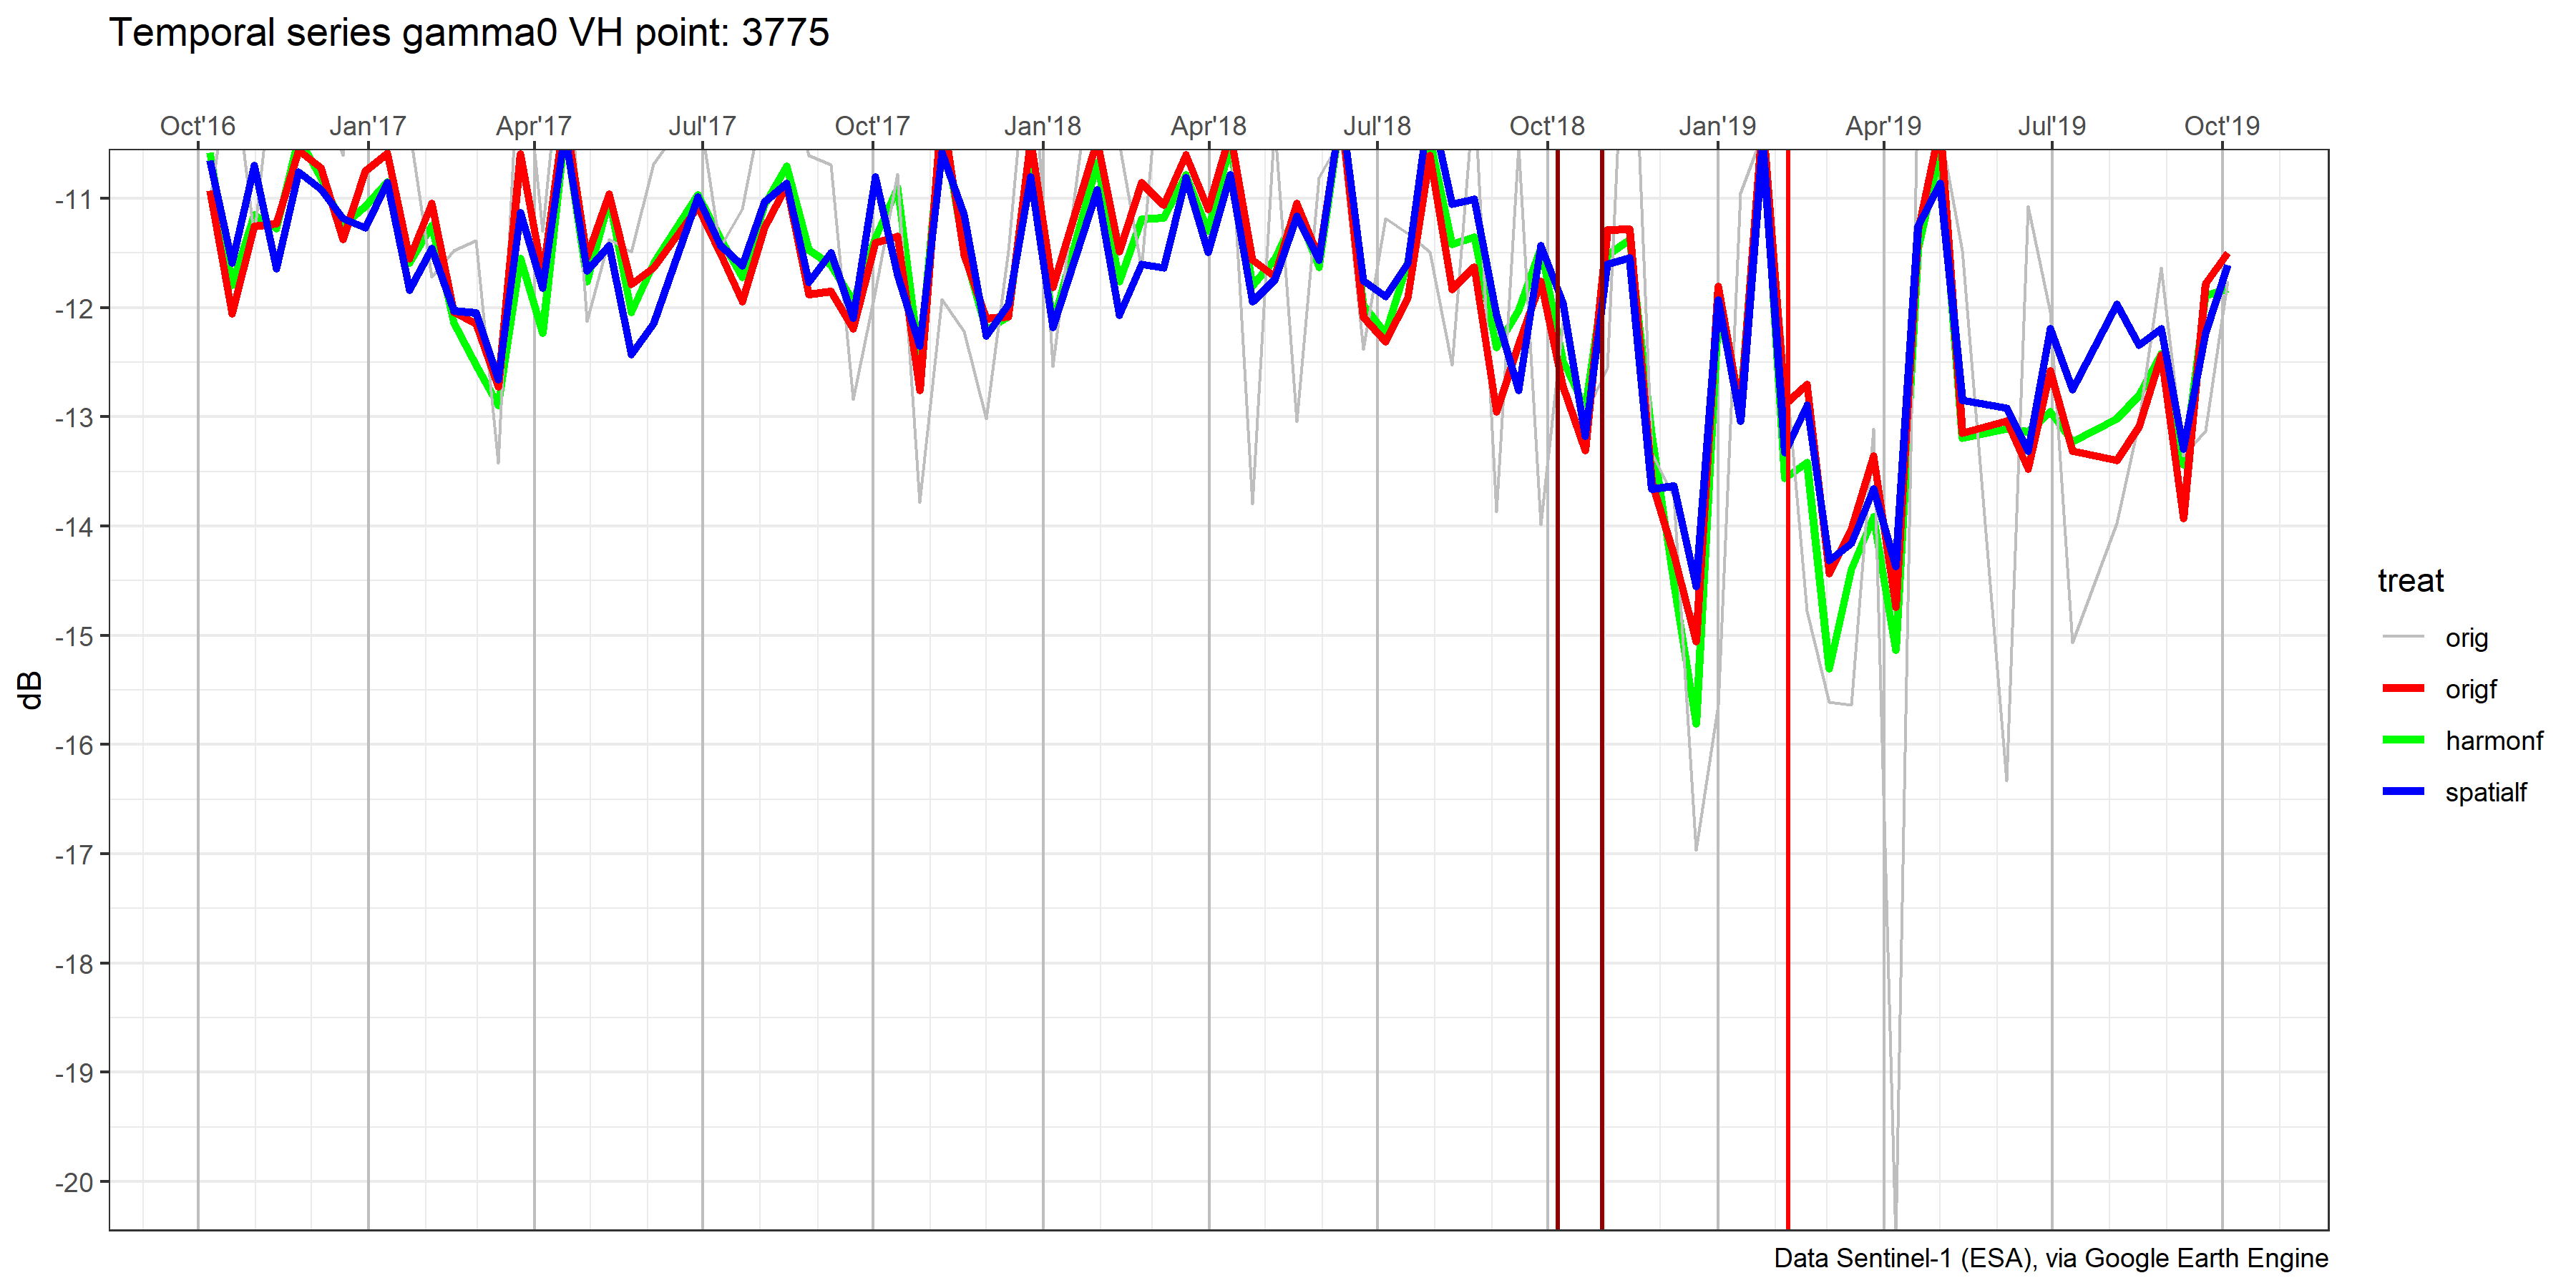 Temporal series gamma0 VH point: 3775
Oct'16 Jan'17 Apr'17 Jul'17 Oct'17 Jan'18 Apr'18 Jul'18 Oct'18 Jan'19 Apr'19 Jul'19 Oct'19
-11
-12
-13
-14
-15
-16
-17
-18
-19
-20
dB
treat
orig
origf
harmonf
spatialf
Data Sentinel-1 (ESA), via Google Earth Engine